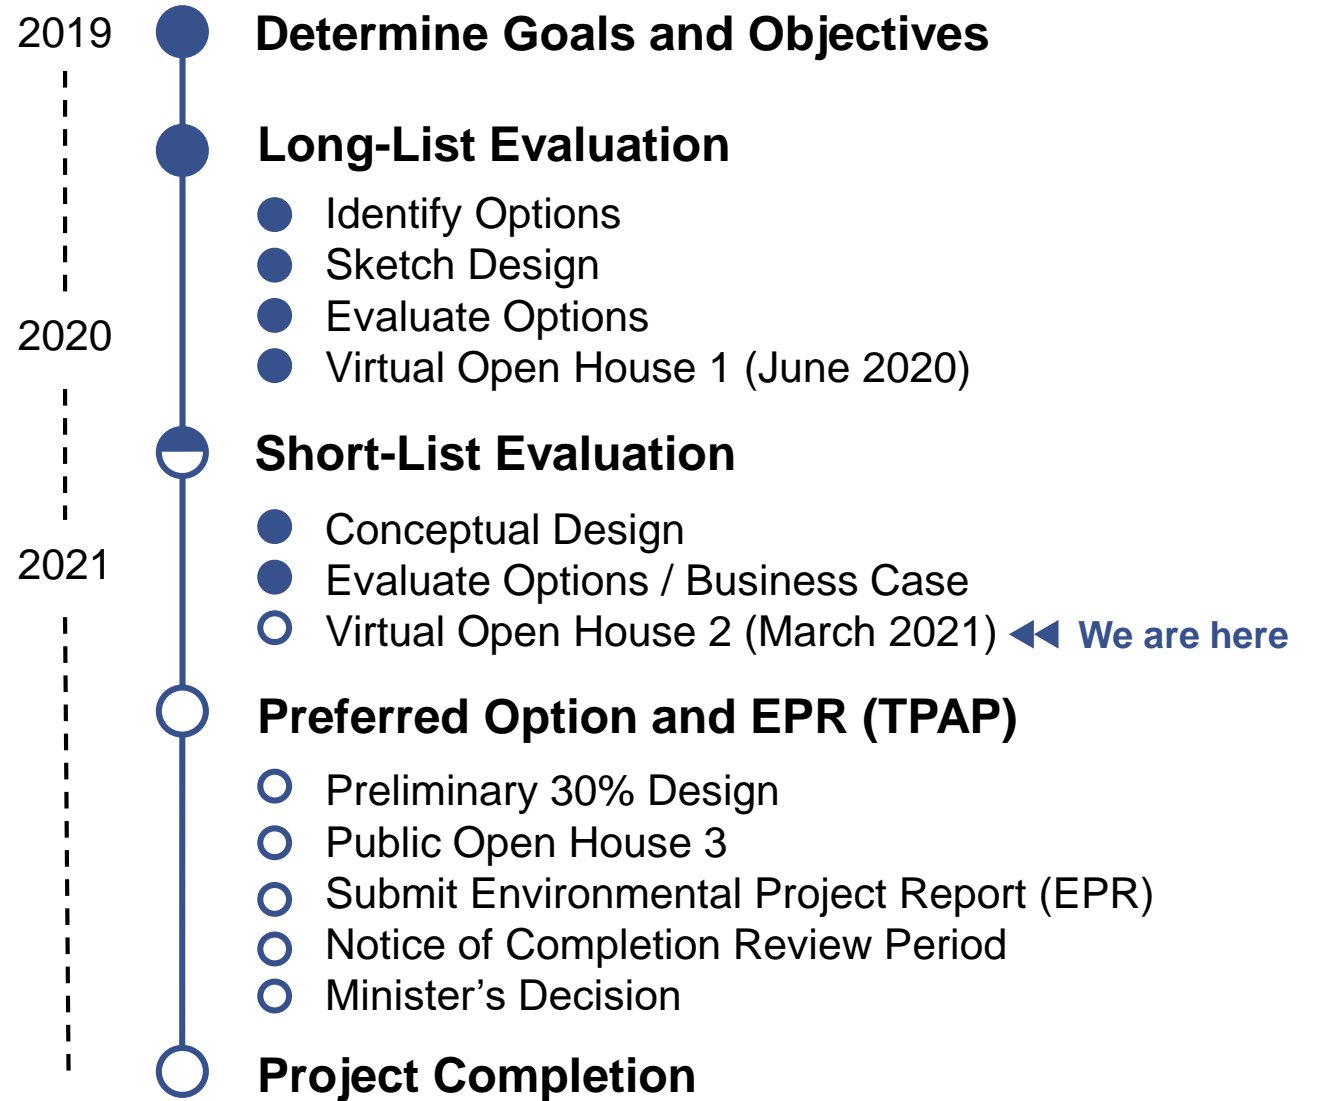 2019
Determine Goals and Objectives
Long-List Evaluation
Identify Options
Sketch Design
Evaluate Options
2020
Virtual Open House 1 (June 2020)
Short-List Evaluation
Conceptual Design
2021
Evaluate Options / Business Case
Virtual Open House 2 (March 2021) We are here
Preferred Option and EPR (TPAP)
Preliminary 30% Design
Public Open House 3
Submit Environmental Project Report (EPR)
Notice of Completion Review Period
Minister’s Decision
Project Completion